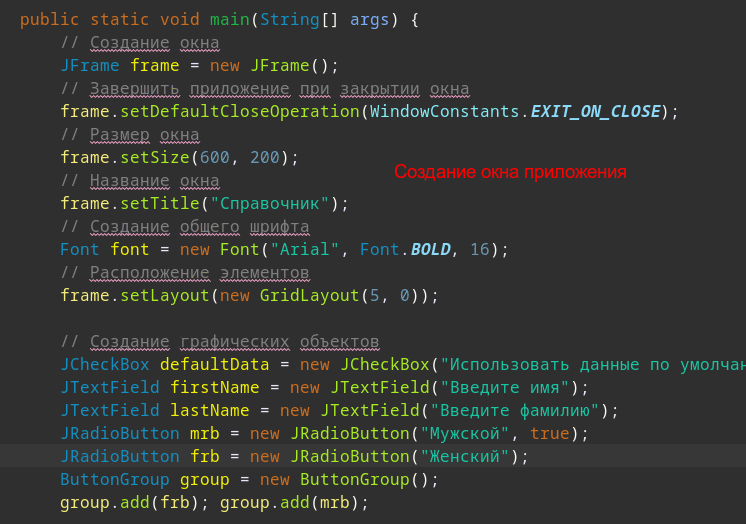 public static void main(String[] args) {
// Создание окна
JFrame frame = new JFrame();
// Завершить приложение при закрытии окна
frame.setDefaultCloseOperation(WindowConstants.EXIT_ON_CLOSE);
// Размер окна
frame.setSize(600, 200);
Создание окна приложения
// Название окна
frame.setTitle("Справочник");
// Создание общего шрифта
Font font = new Font("Arial", Font.BOLD, 16);
// Расположение элементов
frame.setLayout(new GridLayout(5, 0));
// Создание графических объектов
JCheckBox defaultData = new JCheckBox("Использовать данные по умолчан
JTextField firstName = new JTextField("Введите имя");
JTextField lastName = new JTextField("Введите фамилию");
JRadioButton mrb = new JRadioButton("Мужской", true);
JRadioButton frb = new JRadioButton("Женский");
ButtonGroup group = new ButtonGroup();
group.add(frb); group.add(mrb);